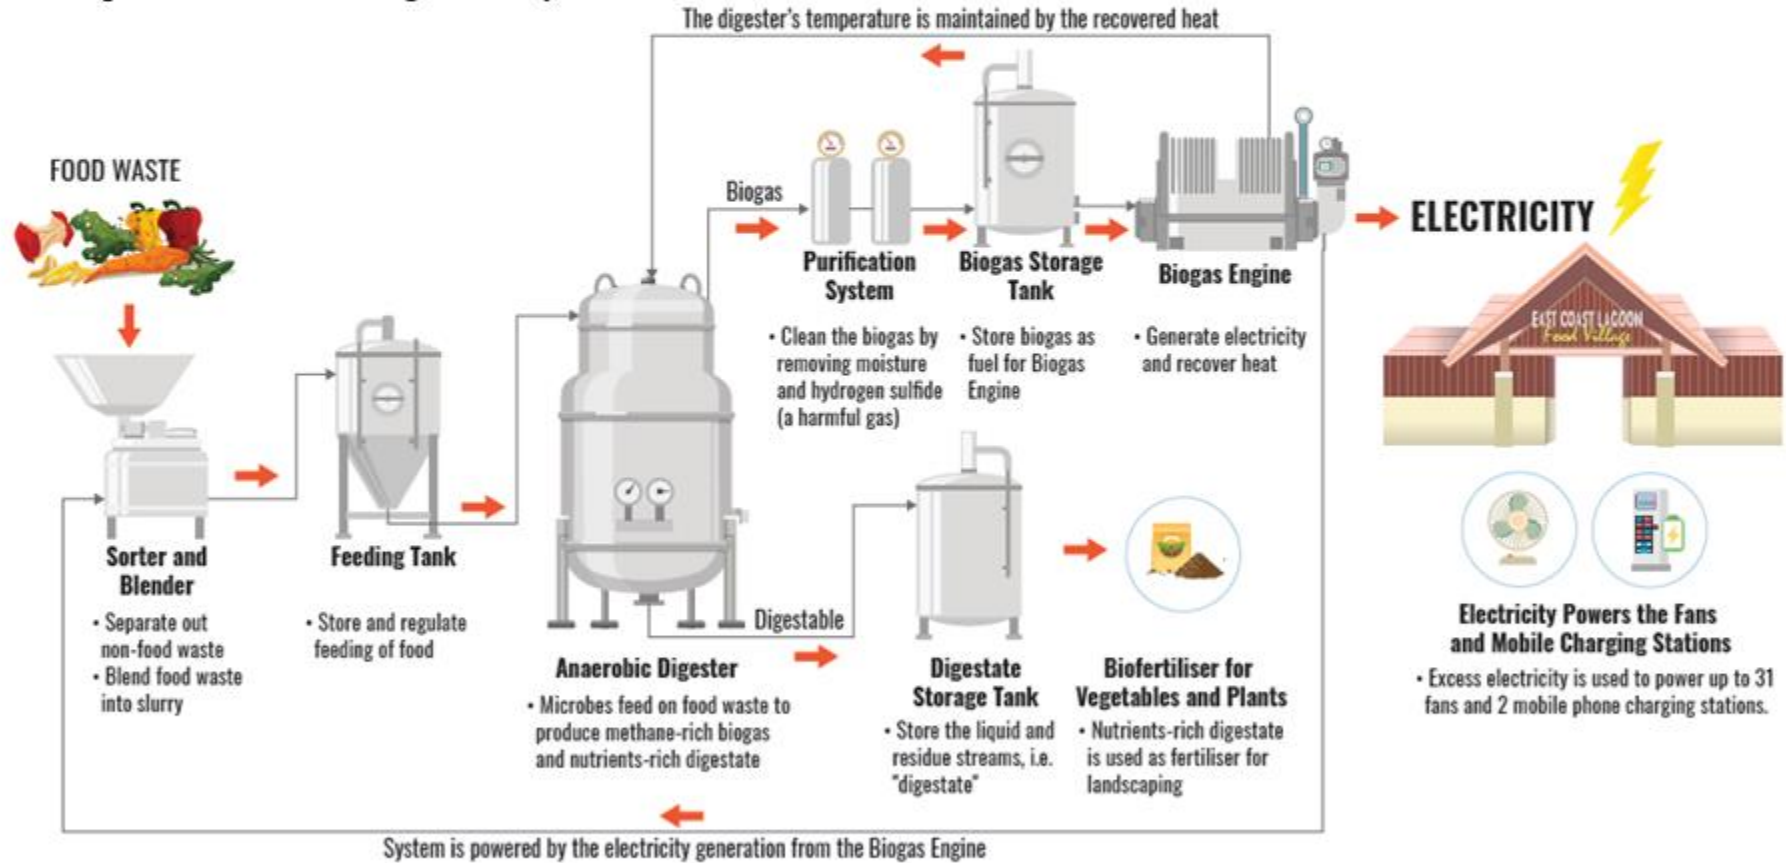 The digester's temperature is maintained by the recovered heat
FOOD WASTE
Biogas
ELECTRICITY
Purification
System
• Clean the biogas by
removing moisture
and hydrogen sulfide
(a harmful gas)
Biogas Storage
Tank
• Store biogas as
fuel for Biogas
Engine
Biogas Engine
• Generate electricity
and recover heat
EAST COAST LAGOON
Food Village
Sorter and
Blender
• Separate out
non-food waste
• Blend food waste
into slurry
Feeding Tank
• Store and regulate
feeding of food
Anaerobic Digester
• Microbes feed on food waste to
produce methane-rich biogas
and nutrients-rich digestate
Digestable
Digestate
Storage Tank
• Store the liquid and
residue streams, i.e.
"digestate"
Biofertiliser for
Vegetables and Plants
• Nutrients-rich digestate
is used as fertiliser for
landscaping
Electricity Powers the Fans
and Mobile Charging Stations
• Excess electricity is used to power up to 31
fans and 2 mobile phone charging stations.
System is powered by the electricity generation from the Biogas Engine